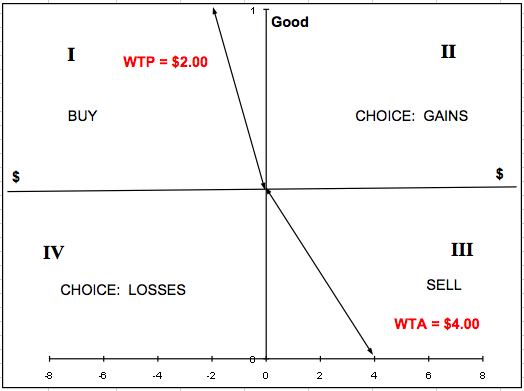 1
Good
I
WTP = $2.00
II
BUY
CHOICE: GAINS
$
$
IV
III
CHOICE: LOSSES
SELL
WTA = $4.00
0
-8
-6
-4
-2
0
2
4
6
8